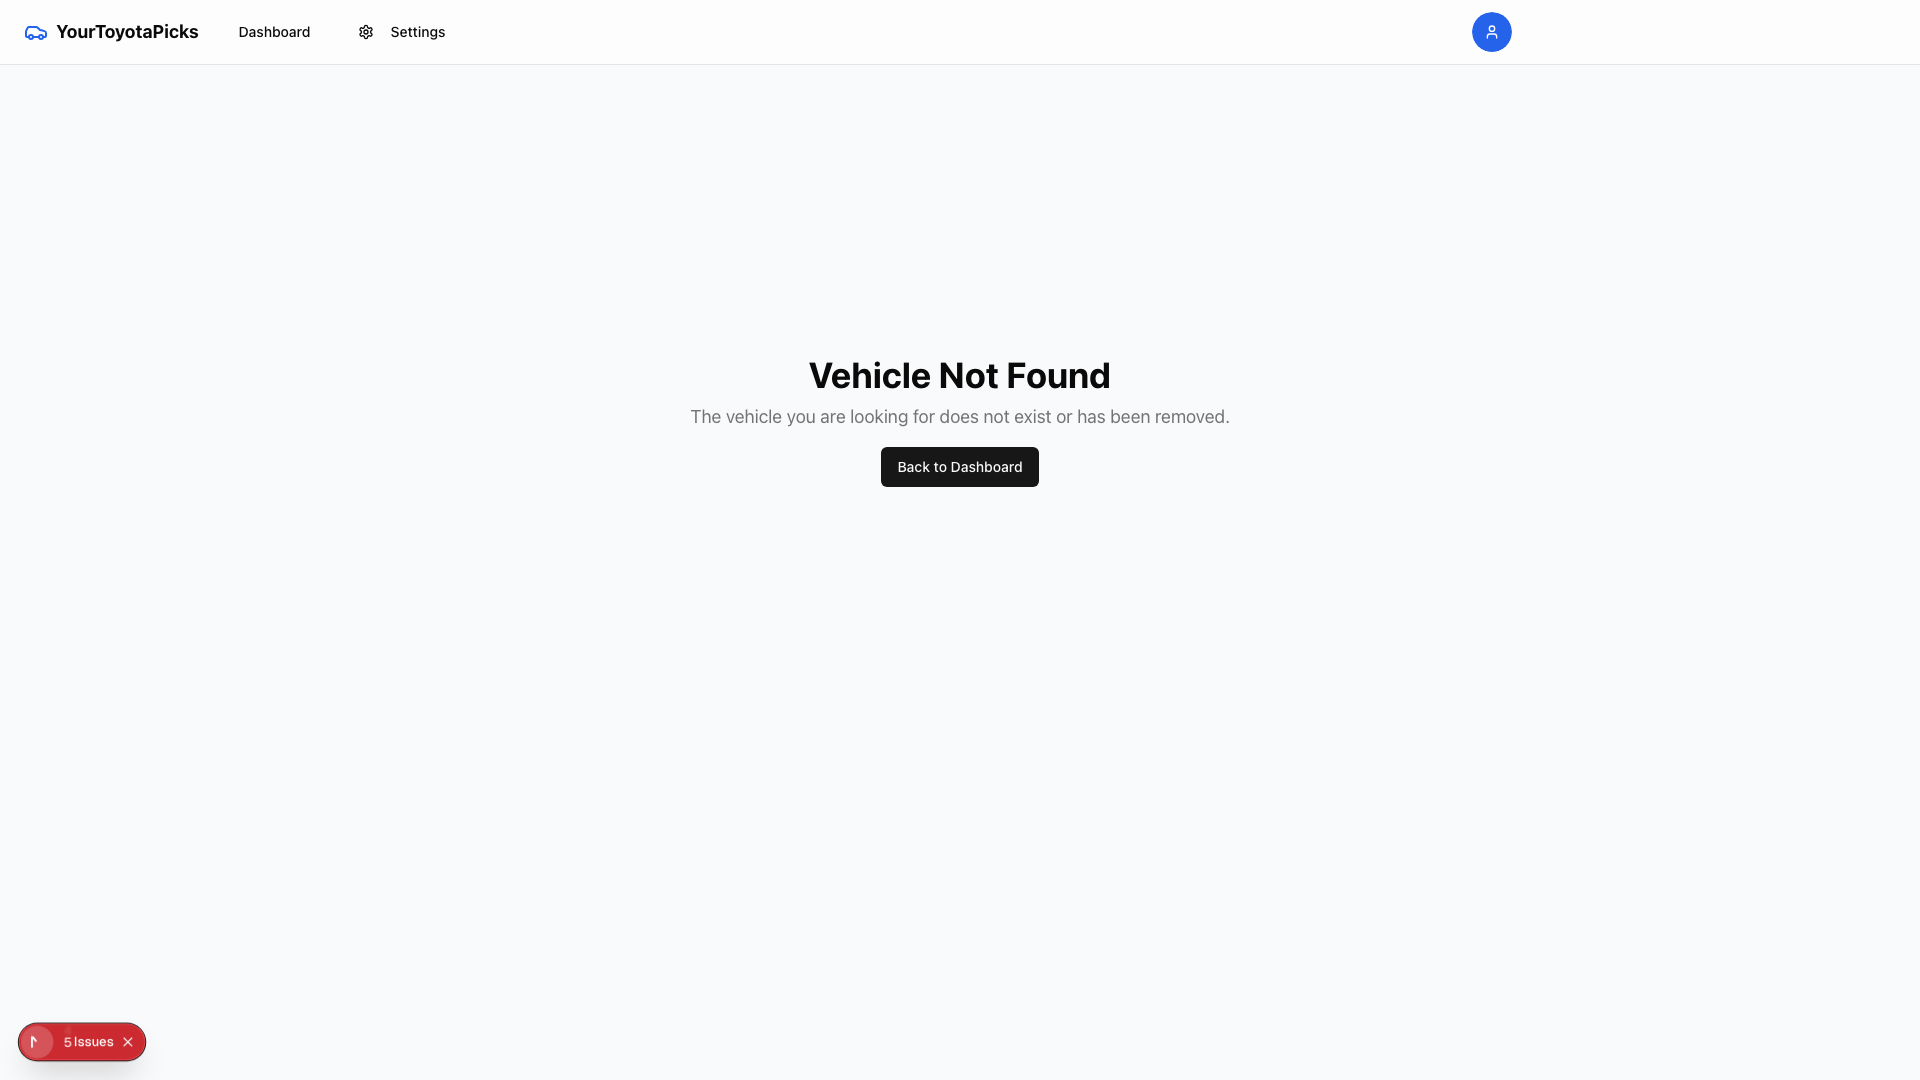 YourToyotaPicks
Dashboard
Settings
Vehicle Not Found
The vehicle you are looking for does not exist or has been removed.
Back to Dashboard
5 Issues